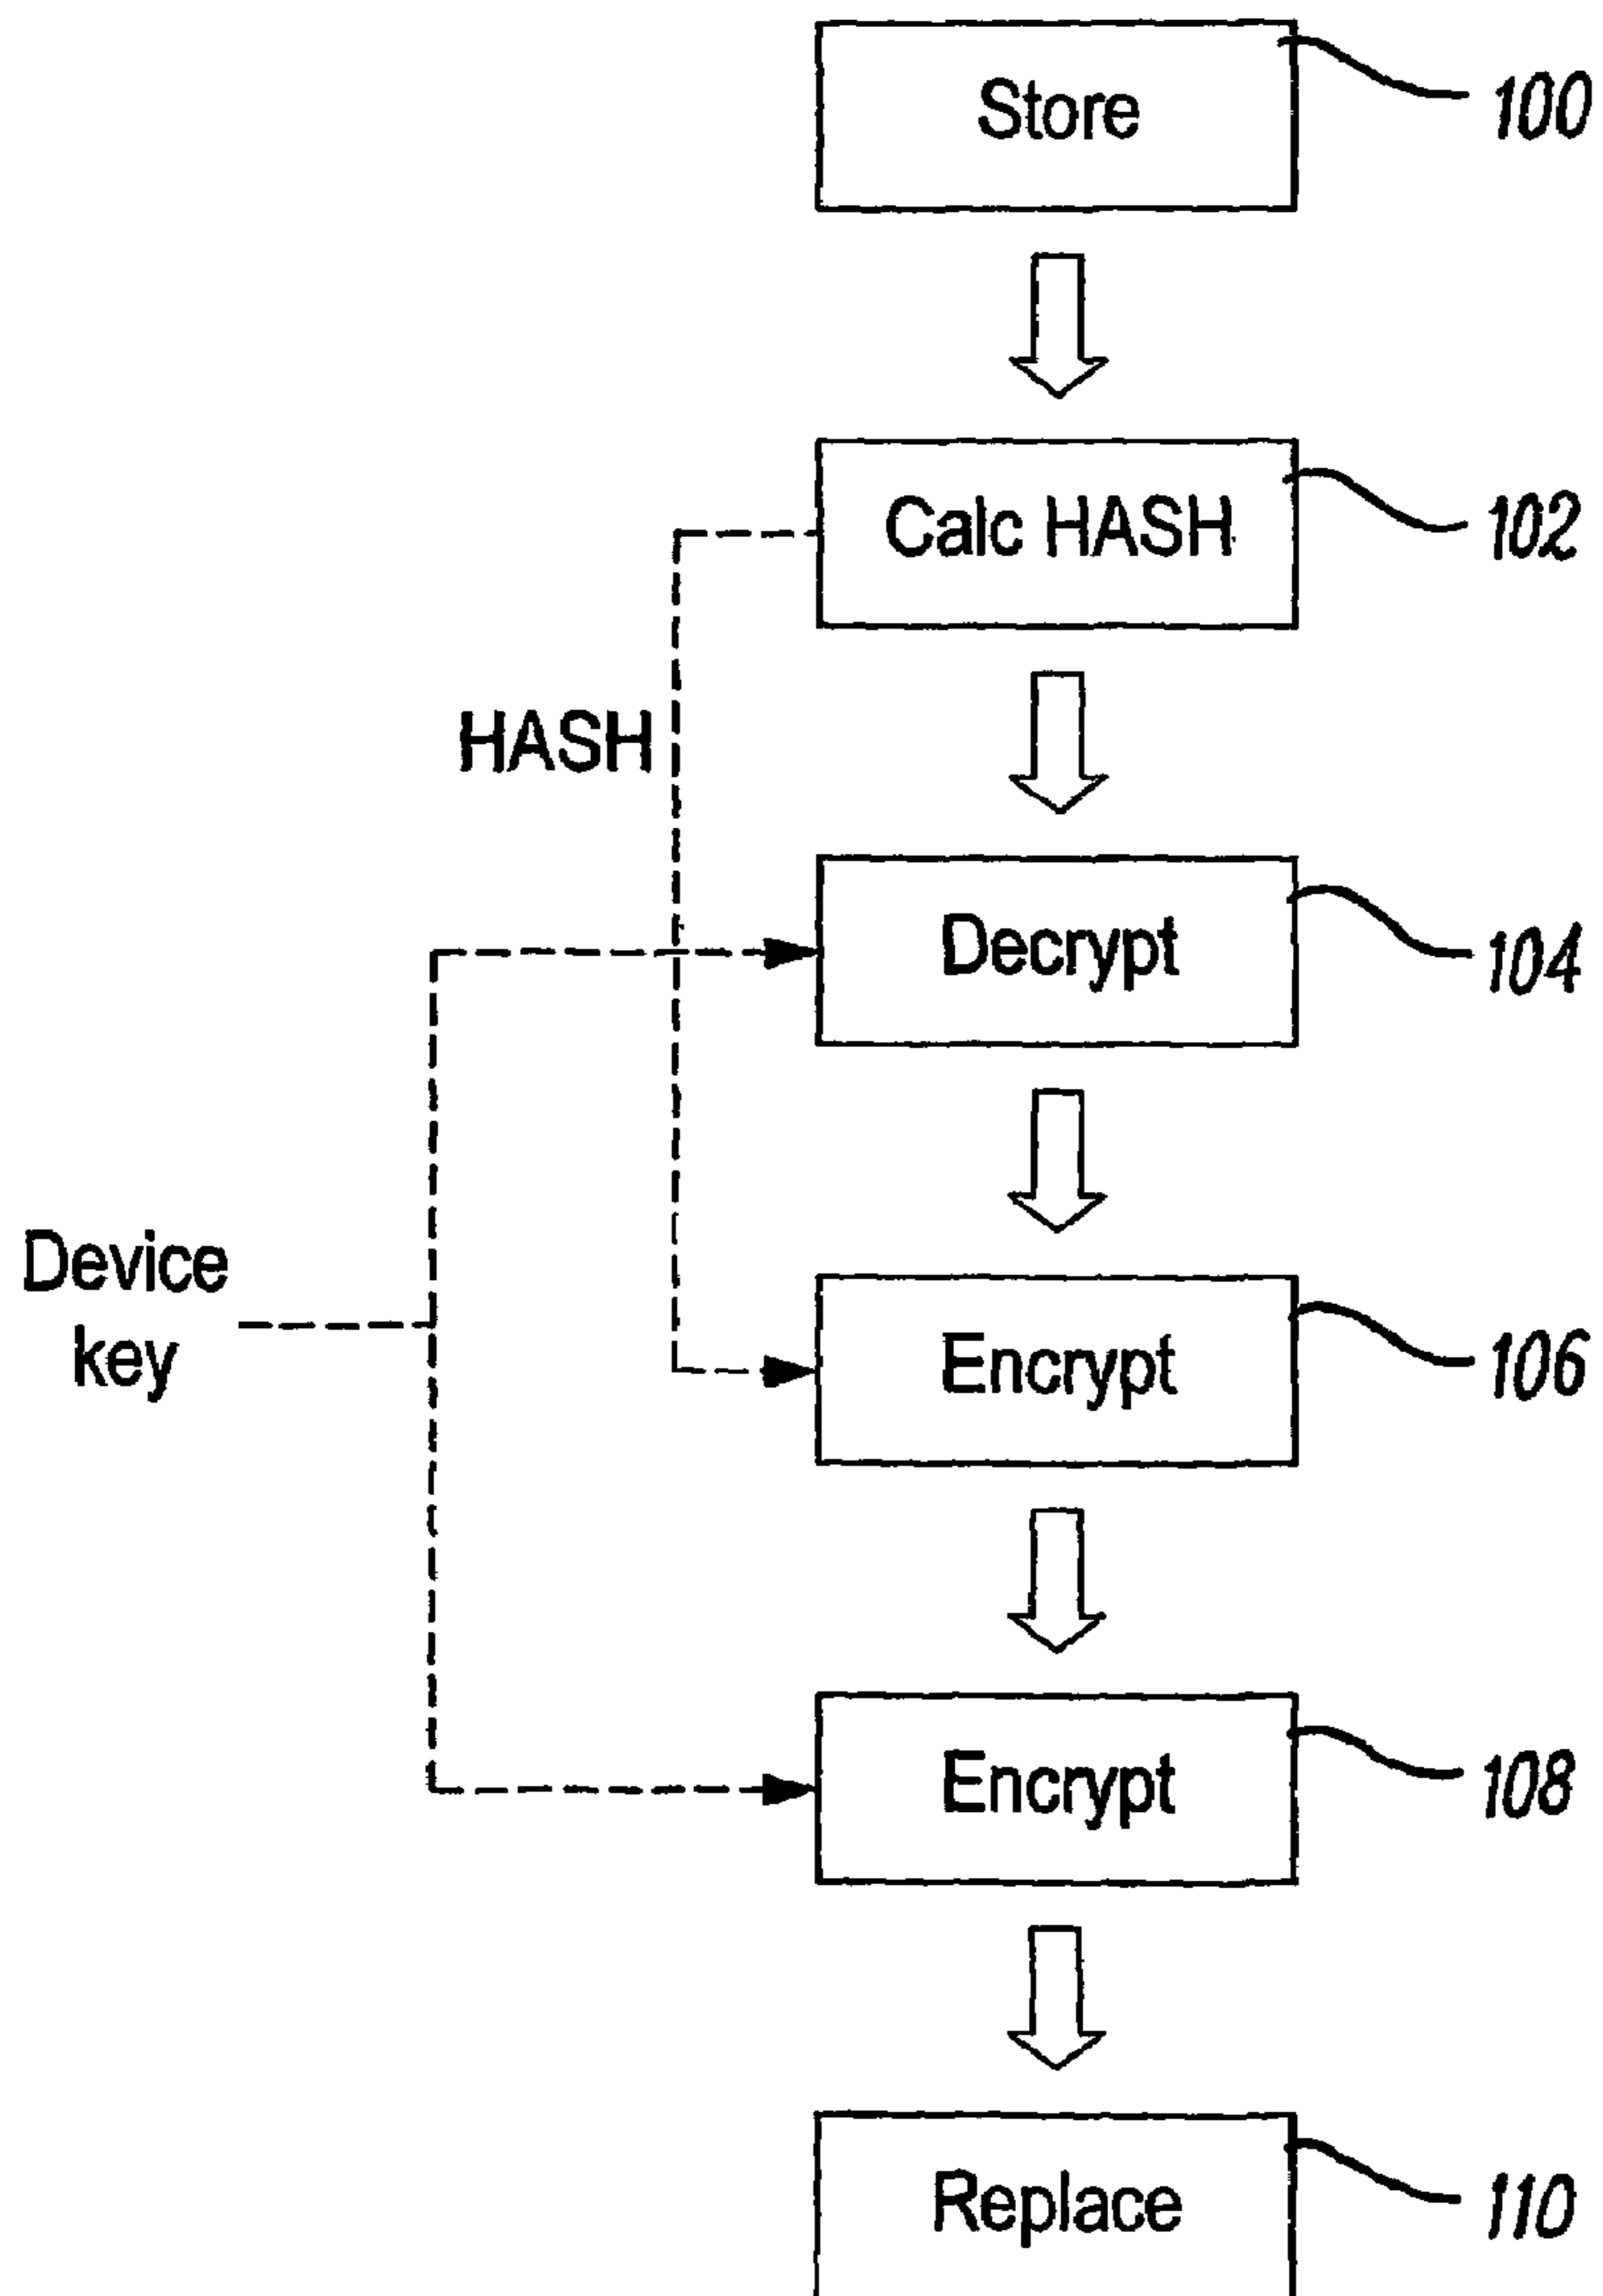 Store
100
Calc HASH
102
HASH
Decrypt
104
Device
key
Encrypt
106
Encrypt
108
Replace
110